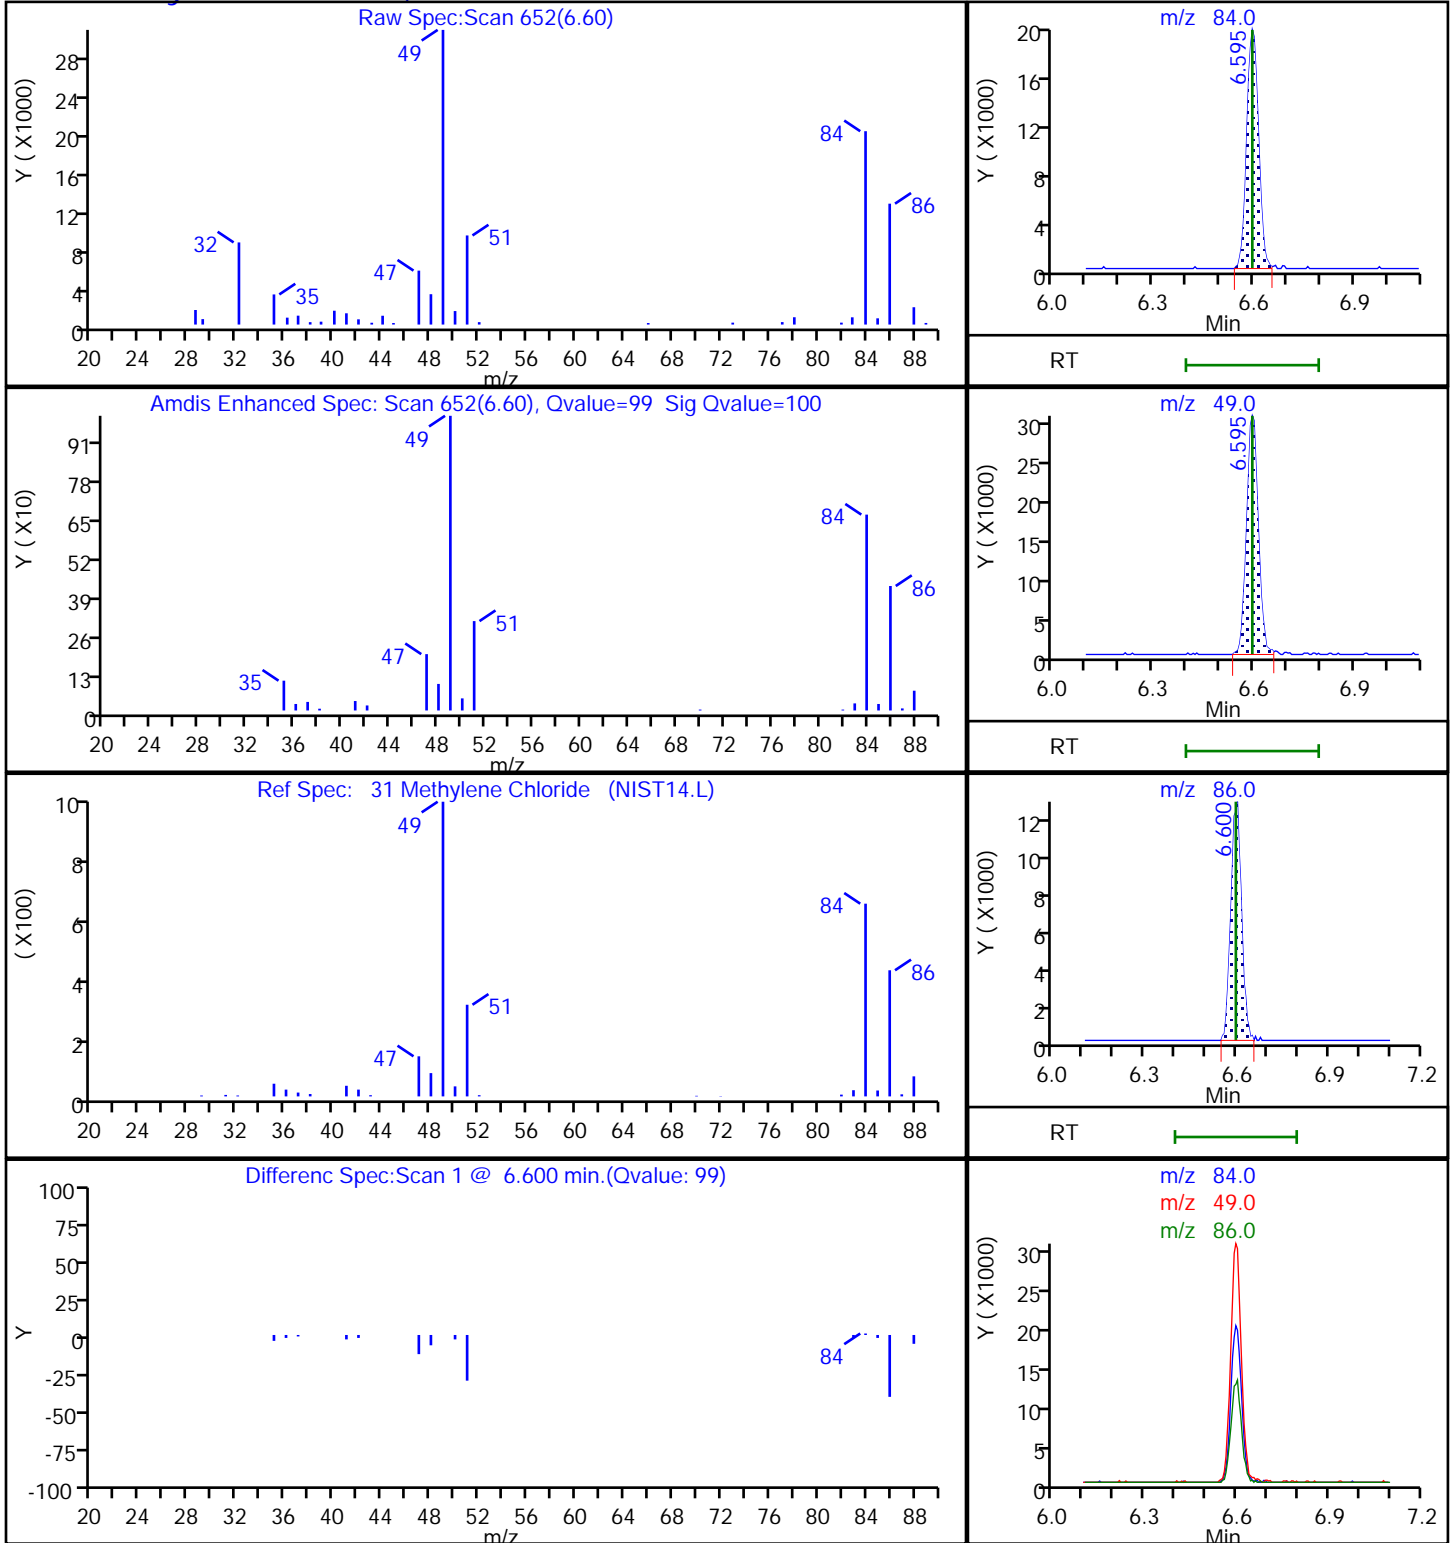 Raw Spec:Scan 652(6.60)
Y ( X1000)
28
24
20
16
12
8
4
0
49
84
86
32
51
47
35
20 24 28 32 36 40 44 48 52 56 60 64 68 72 76 80 84 88
m/z
m/z 84.0
Y ( X1000)
20
16
12
8
4
0
6.595
6.0 6.3 6.6 6.9
Min
RT
Amdis Enhanced Spec: Scan 652(6.60), Qvalue=99 Sig Qvalue=100
Y ( X10)
91
78
65
52
39
26
13
0
49
84
86
51
47
35
20 24 28 32 36 40 44 48 52 56 60 64 68 72 76 80 84 88
m/z
m/z 49.0
Y ( X1000)
30
25
20
15
10
5
0
6.595
6.0 6.3 6.6 6.9
Min
RT
Ref Spec: 31 Methylene Chloride (NIST14.L)
( X100)
10
8
6
4
2
0
49
84
86
51
47
20 24 28 32 36 40 44 48 52 56 60 64 68 72 76 80 84 88
m/z 86.0
Y ( X1000)
12
10
8
6
4
2
0
6.600
6.0 6.3 6.6 6.9 7.2
Min
RT
Differenc Spec:Scan 1 @ 6.600 min.(Qvalue: 99)
Y
100
75
50
25
0
-25
-50
-75
-100
84
20 24 28 32 36 40 44 48 52 56 60 64 68 72 76 80 84 88
m/z
m/z 84.0
m/z 49.0
m/z 86.0
Y ( X1000)
30
25
20
15
10
5
0
6.0 6.3 6.6 6.9 7.2
Min